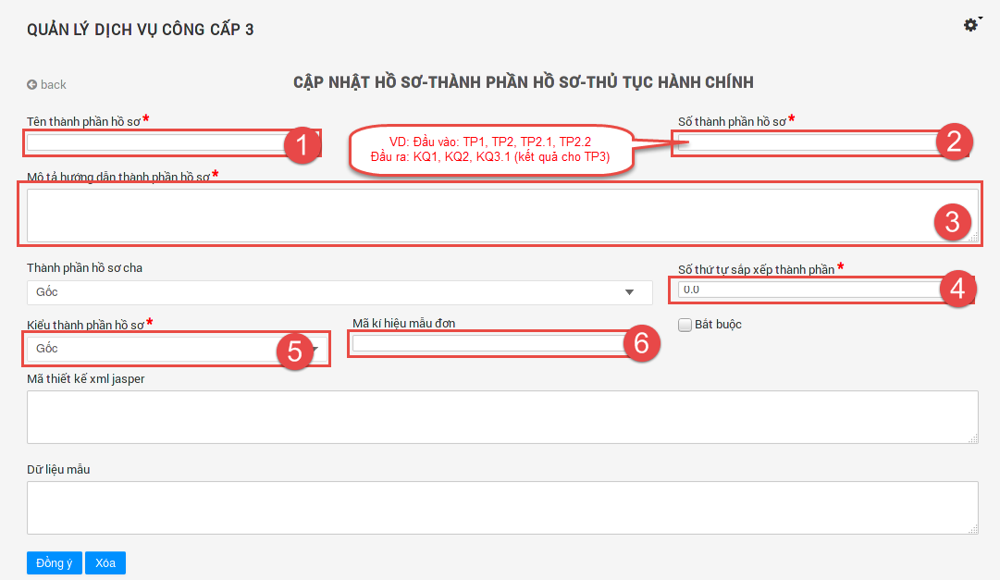 QUẢN LÝ DỊCH VỤ CÔNG CẤP 3
back
CẬP NHẬT HỒ SƠ-THÀNH PHẦN HỒ SƠ-THỦ TỤC HÀNH CHÍNH
Tên thành phần hồ sơ *
1
VD: Đầu vào: TP1, TP2, TP2.1, TP2.2
Đầu ra: KQ1, KQ2, KQ3.1 (kết quả cho TP3)
Số thành phần hồ sơ *
2
Mô tả hướng dẫn thành phần hồ sơ *
3
Thành phần hồ sơ cha
Gốc
Số thứ tự sắp xếp thành phần *
0.0
4
Kiểu thành phần hồ sơ *
Gốc
5
Mã kí hiệu mẫu đơn
6
Bắt buộc
Mã thiết kế xml jasper
Dữ liệu mẫu
Đồng ý
Xóa